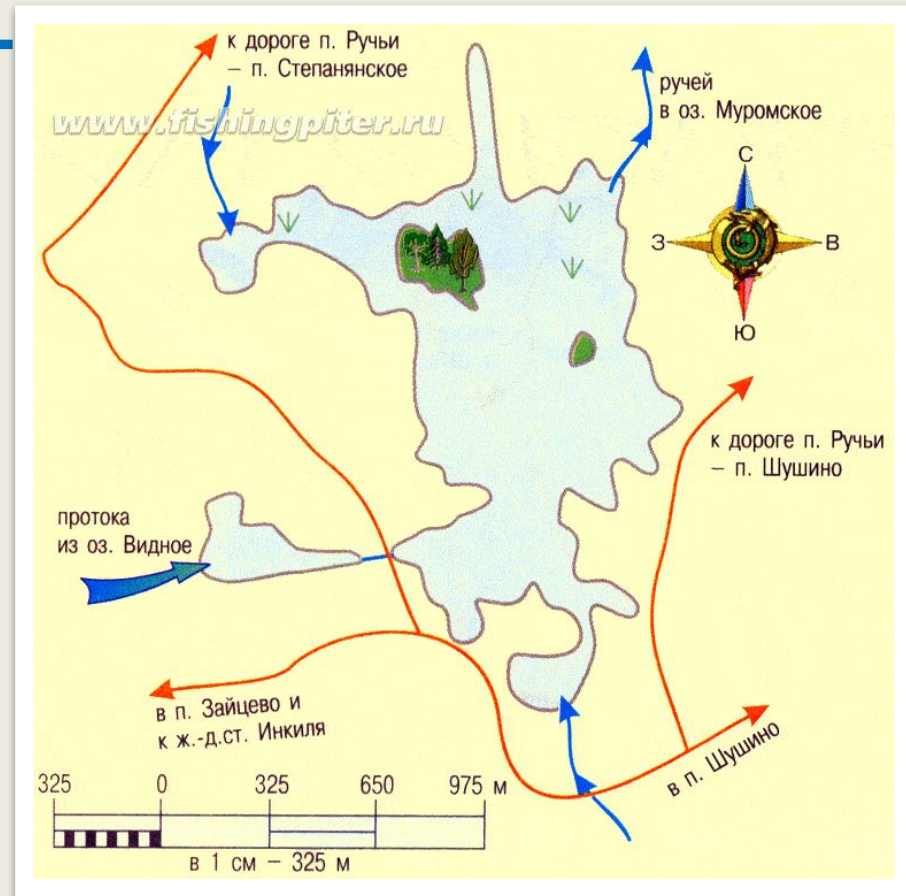 к дороге п. Ручьи
– п. Степанянское
www.fishingpiter.ru
ручей
в оз. Муромское
С
З
В
Ю
к дороге п. Ручьи
– п. Шушино
протока
из оз. Видное
в п. Зайцево и
к ж.-д.ст. Инкиля
в п. Шушино
325 0 325 650 975 м
в 1 см – 325 м